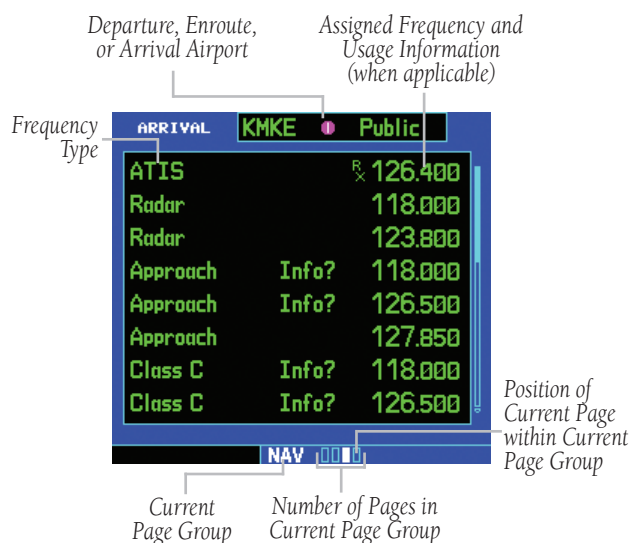 Departure, Enroute,
or Arrival Airport
Assigned Frequency and
Usage Information
(when applicable)
Frequency
Type
ARRIVAL KMKE Public
ATIS Rx 126.400
Radar 118.000
Radar 123.800
Approach Info? 118.000
Approach Info? 126.500
Approach 127.850
Class C Info? 118.000
Class C Info? 126.500
Position of
Current Page
within Current
Page Group
NAV
Current
Page Group
Number of Pages in
Current Page Group